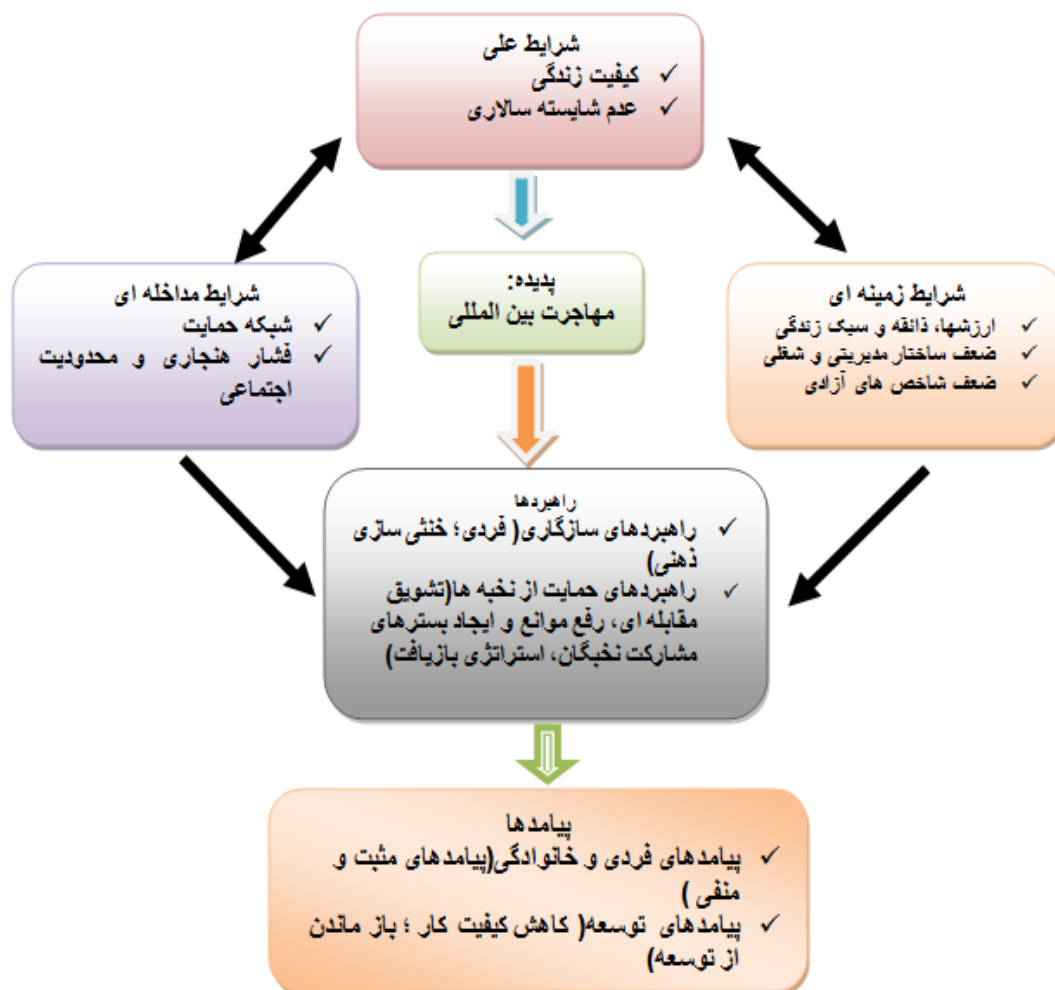 شرایط علی
✓ کیفیت زندگی
✓ عدم شایسته سالاری
شرایط زمینه ای
✓ ارزشها، ذائقه و سبک زندگی
✓ ضعف ساختار مدیریتی و شغلی
✓ ضعف شاخص های آزادی
پدیده:
مهاجرت بین المللی
شرایط مداخله ای
✓ شبکه حمایت
✓ فشار هنجاری و محدودیت
اجتماعی
راهبردها
✓ راهبردهای سازگاری( فردی؛ خنثی سازی
ذهنی)
✓ راهبردهای حمایت از نخبه ها(تشویق
مقابله ای، رفع موانع و ایجاد بسترهای
مشارکت نخبگان، استراتژی بازیافت)
پیامدها
✓ پیامدهای فردی و خانوادگی(پیامدهای مثبت و
منفی )
✓ پیامدهای توسعه( کاهش کیفیت کار ؛ باز ماندن
از توسعه)